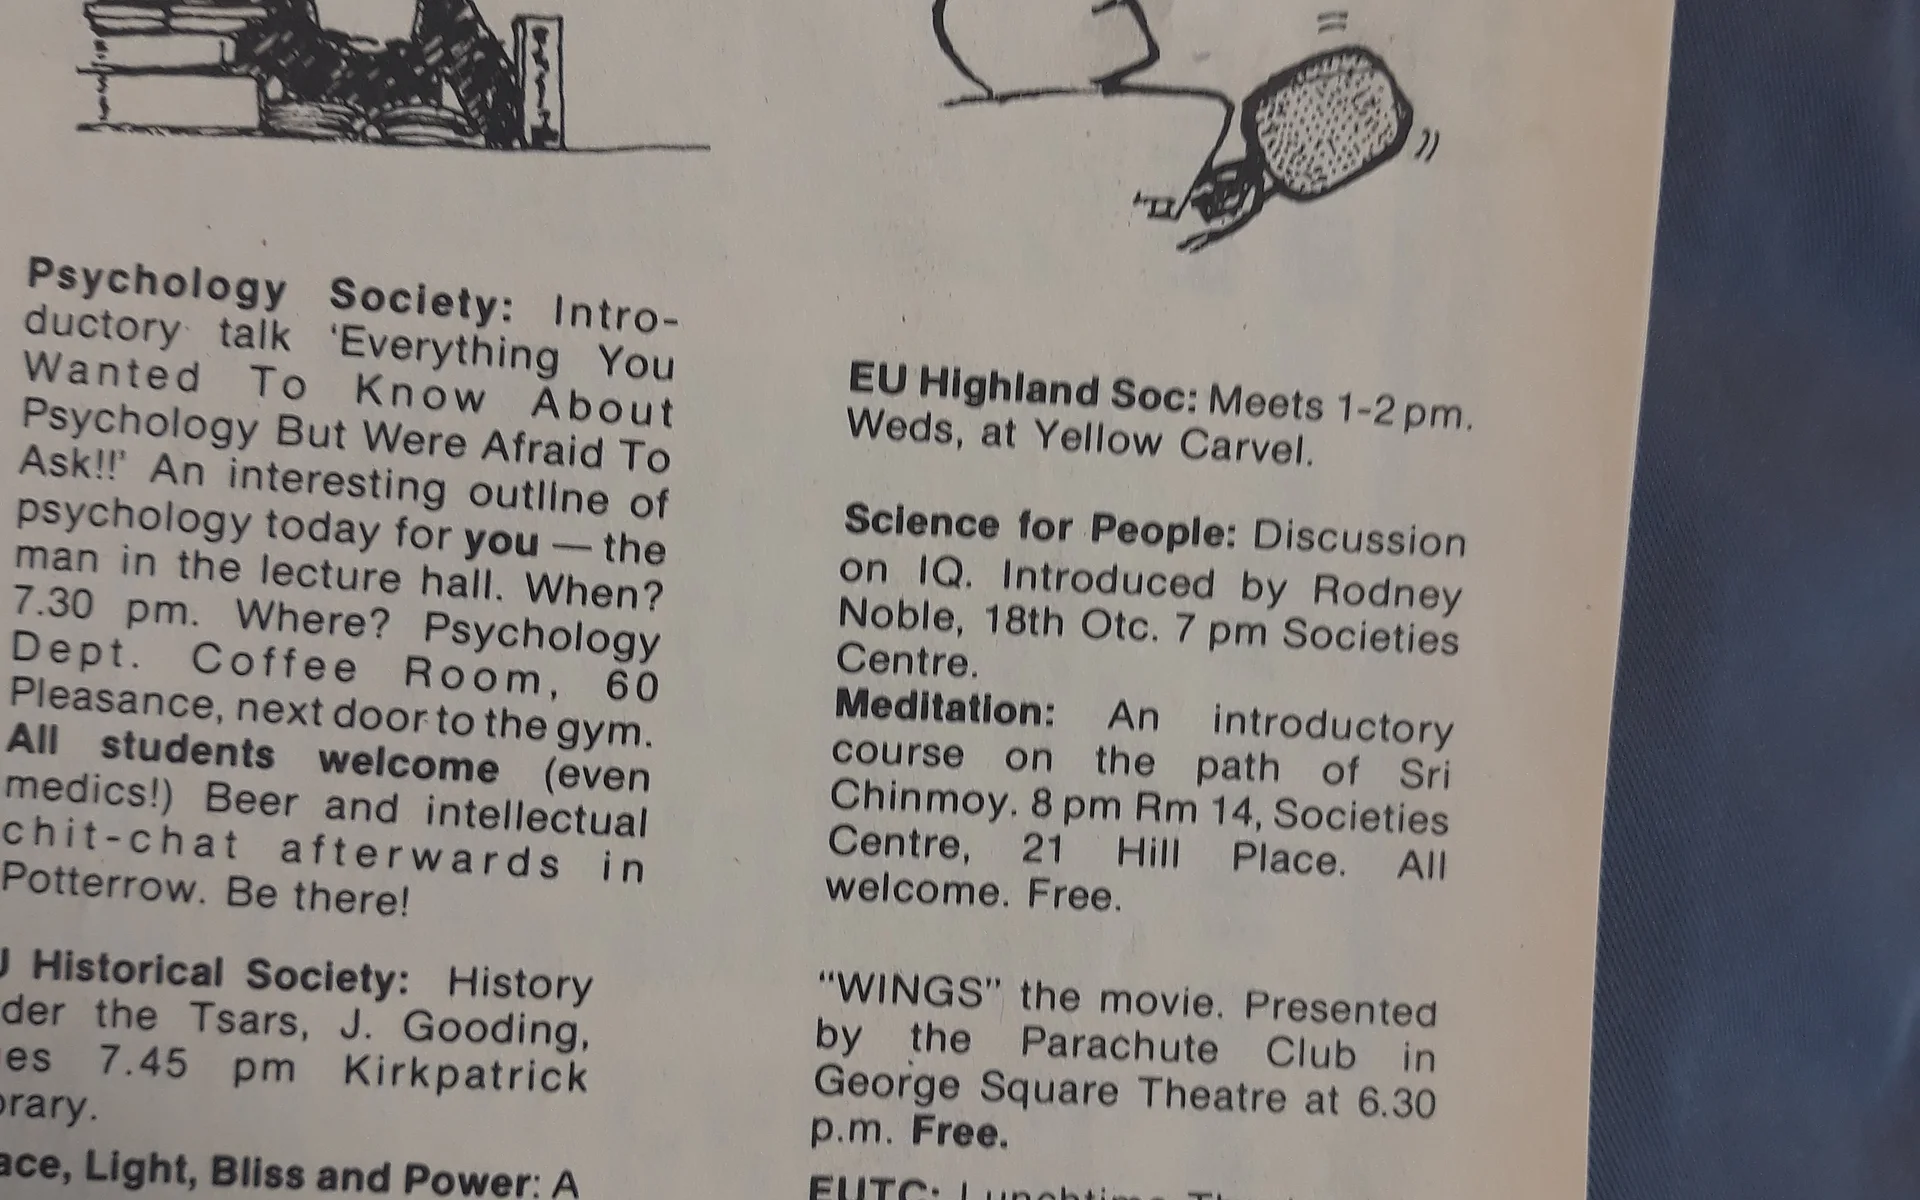 Psychology Society: Intro-
ductory talk 'Everything You
Wanted To Know About
Psychology But Were Afraid To
Ask!!' An interesting outline of
psychology today for you — the
man in the lecture hall. When?
7.30 pm. Where? Psychology
Dept. Coffee Room, 60
Pleasance, next door to the gym.
All students welcome (even
medics!) Beer and intellectual
chit-chat afterwards in
Potterrow. Be there!
Historical Society: History
the Tsars, J. Gooding,
7.45 pm Kirkpatrick
Light, Bliss and Power: A
EU Highland Soc: Meets 1-2 pm.
Weds, at Yellow Carvel.
Science for People: Discussion
on IQ. Introduced by Rodney
Noble, 18th Otc. 7 pm Societies
Centre.
Meditation: An introductory
course on the path of Sri
Chinmoy. 8 pm Rm 14, Societies
Centre, 21 Hill Place. All
welcome. Free.
"WINGS" the movie. Presented
by the Parachute Club in
George Square Theatre at 6.30
p.m. Free.
EUTC: Lunchtime